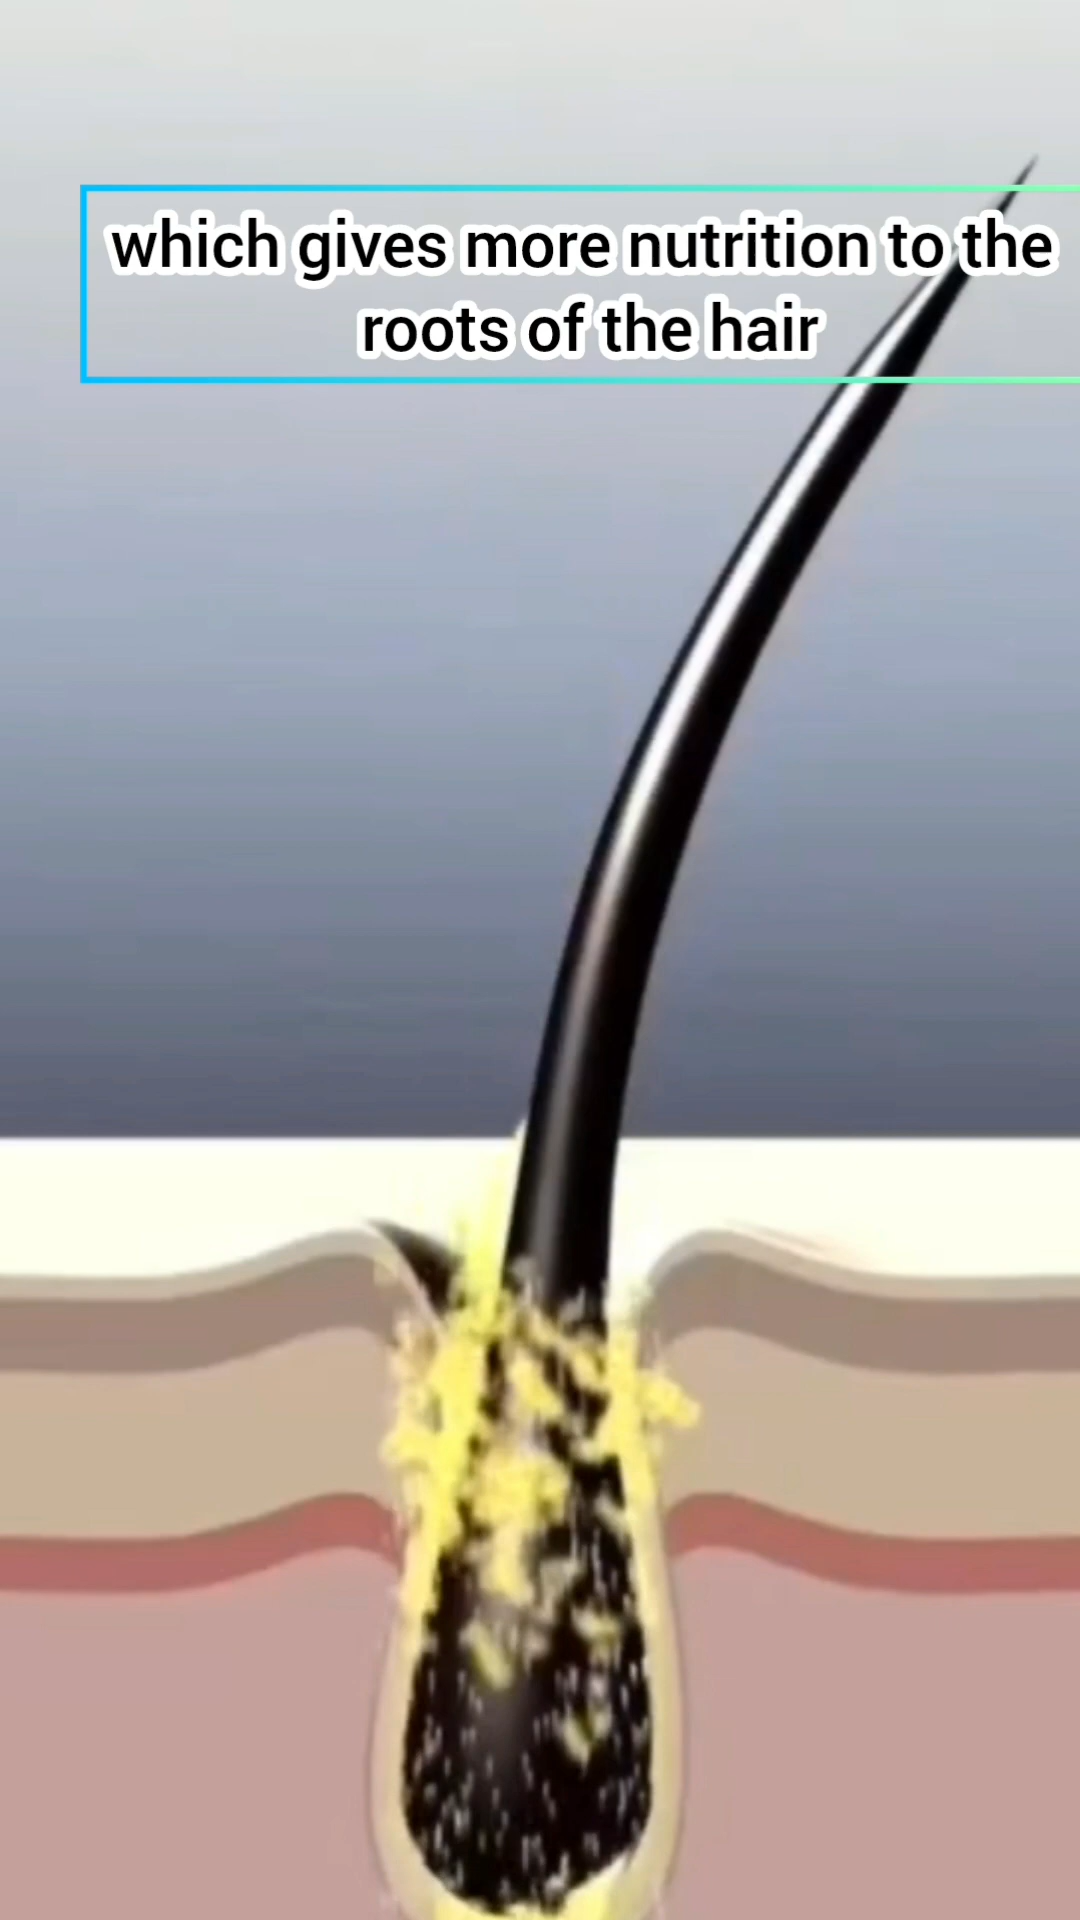 which gives more nutrition to the
roots of the hair